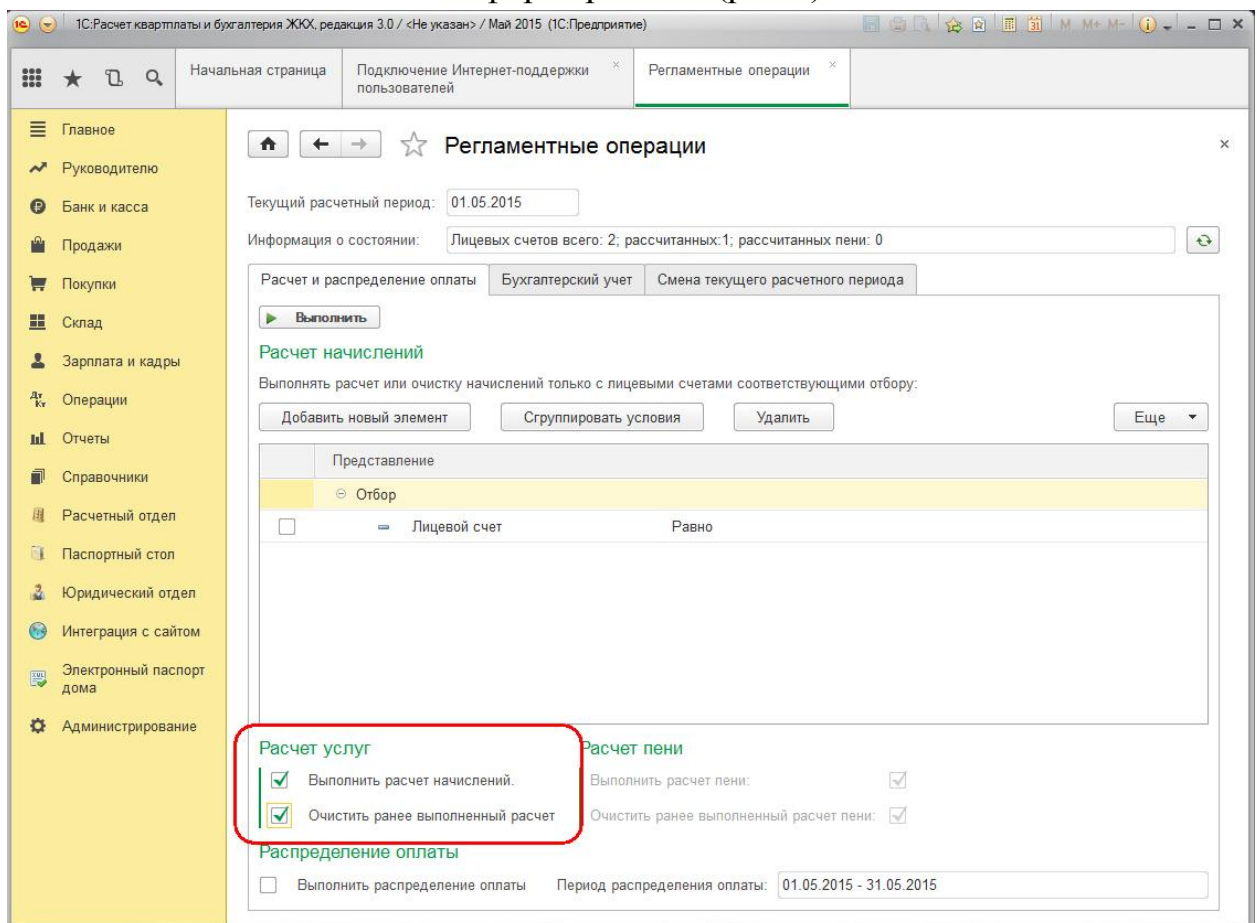 1С:Расчет квартплаты и бухгалтерия ЖКХ, редакция 3.0 / <Не указан> / Май 2015 (1С:Предприятие)
M M+ M-
Начальная страница
Подключение Интернет-поддержки
пользователей
Регламентные операции
Главное
Руководителю
Банк и касса
Продажи
Покупки
Склад
Зарплата и кадры
Операции
Отчеты
Справочники
Расчетный отдел
Паспортный стол
Юридический отдел
Интеграция с сайтом
Электронный паспорт
дома
Администрирование
Регламентные операции
Текущий расчетный период: 01.05.2015
Информация о состоянии: Лицевых счетов всего: 2; рассчитанных:1; рассчитанных пени: 0
Расчет и распределение оплаты Бухгалтерский учет Смена текущего расчетного периода
Выполнить
Расчет начислений
Выполнять расчет или очистку начислений только с лицевыми счетами соответствующими отбору:
Добавить новый элемент Сгруппировать условия Удалить Еще
Представление
Отбор
Лицевой счет Равно
Расчет услуг Расчет пени
Выполнить расчет начислений. Выполнить расчет пени:
Очистить ранее выполненный расчет Очистить ранее выполненный расчет пени:
Распределение оплаты
Выполнить распределение оплаты Период распределения оплаты: 01.05.2015 - 31.05.2015